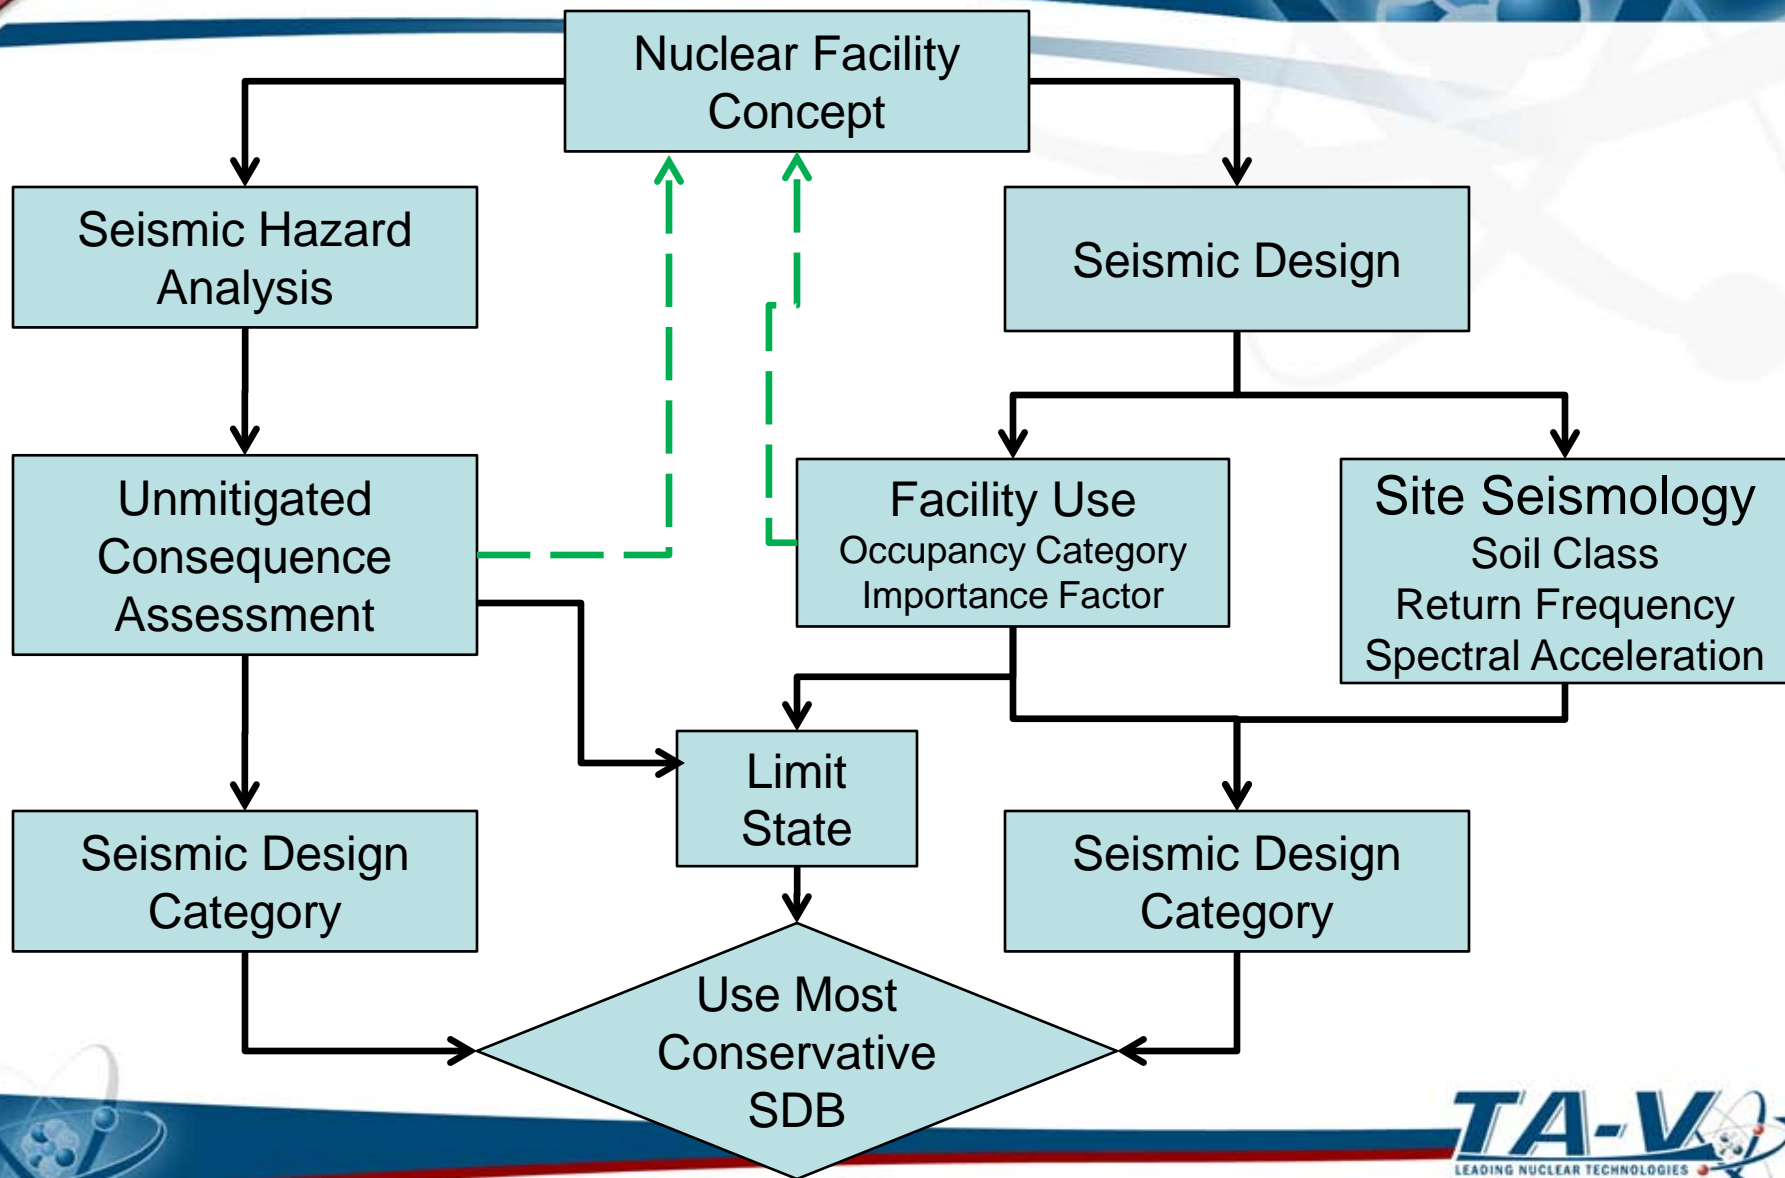 Nuclear Facility
Concept
Seismic Hazard
Analysis
Seismic Design
Unmitigated
Consequence
Assessment
Facility Use
Occupancy Category
Importance Factor
Site Seismology
Soil Class
Return Frequency
Spectral Acceleration
Limit
State
Seismic Design
Category
Seismic Design
Category
Use Most
Conservative
SDB
TA-V
LEADING NUCLEAR TECHNOLOGIES